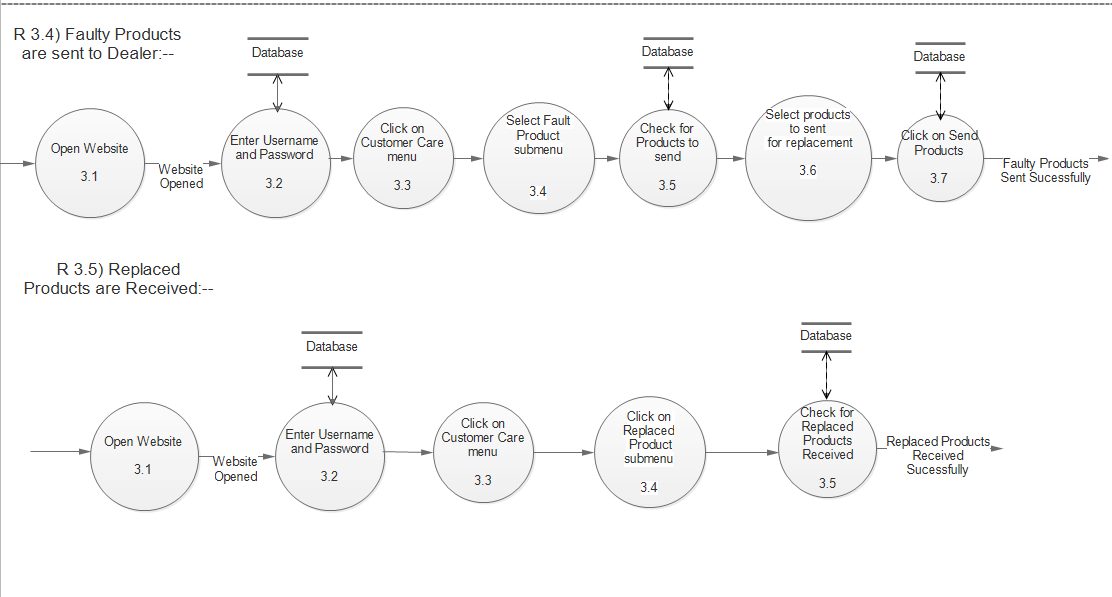 R 3.4) Faulty Products
are sent to Dealer:--
Database
Database
Database
Open Website
3.1
Website
Opened
Enter Username
and Password
3.2
Click on
Customer Care
menu
3.3
Select Fault
Product
submenu
3.4
Check for
Products to
send
3.5
Select products
to sent
for replacement
3.6
Click on Send
Products
3.7
Faulty Products
Sent Sucessfully
R 3.5) Replaced
Products are Received:--
Database
Database
Open Website
3.1
Website
Opened
Enter Username
and Password
3.2
Click on
Customer Care
menu
3.3
Click on
Replaced
Product
submenu
3.4
Check for
Replaced
Products
Received
3.5
Replaced Products
Received
Sucessfully